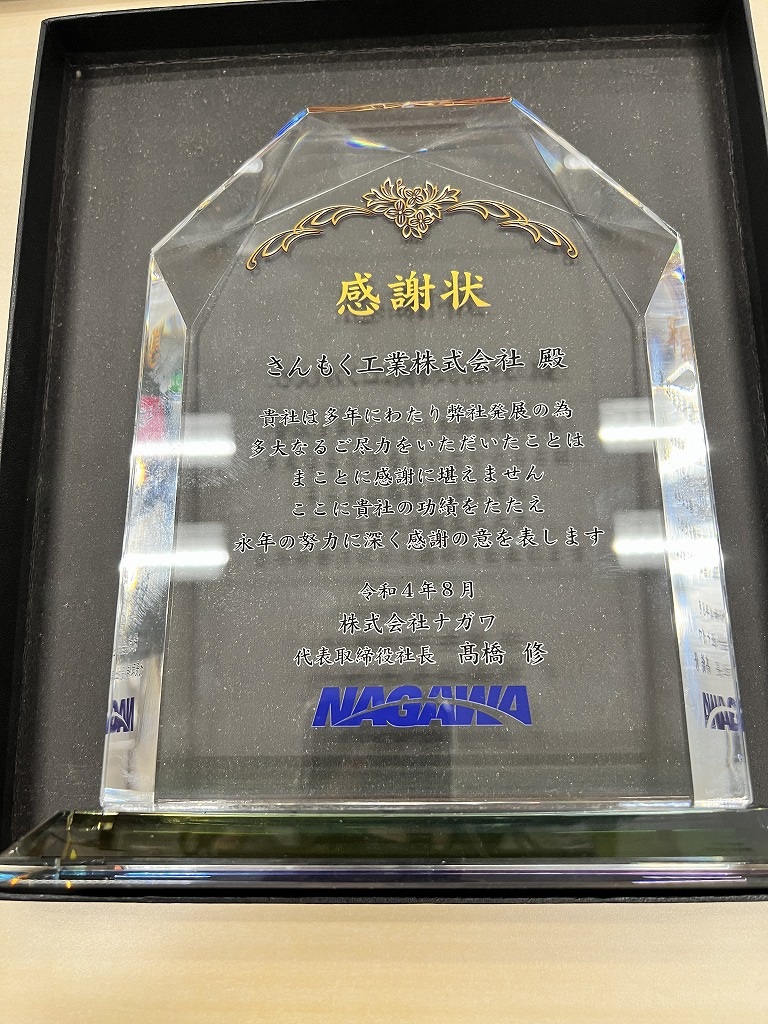 感謝状
さんもく工業株式会社 殿
貴社は多年にわたり弊社発展の為
多大なるご尽力をいただいたことは
まことに感謝に堪えません
ここに貴社の功績をたたえ
永年の努力に深く感謝の意を表します
令和4年8月
株式会社ナガワ
代表取締役社長 髙橋 修
NAGAWA